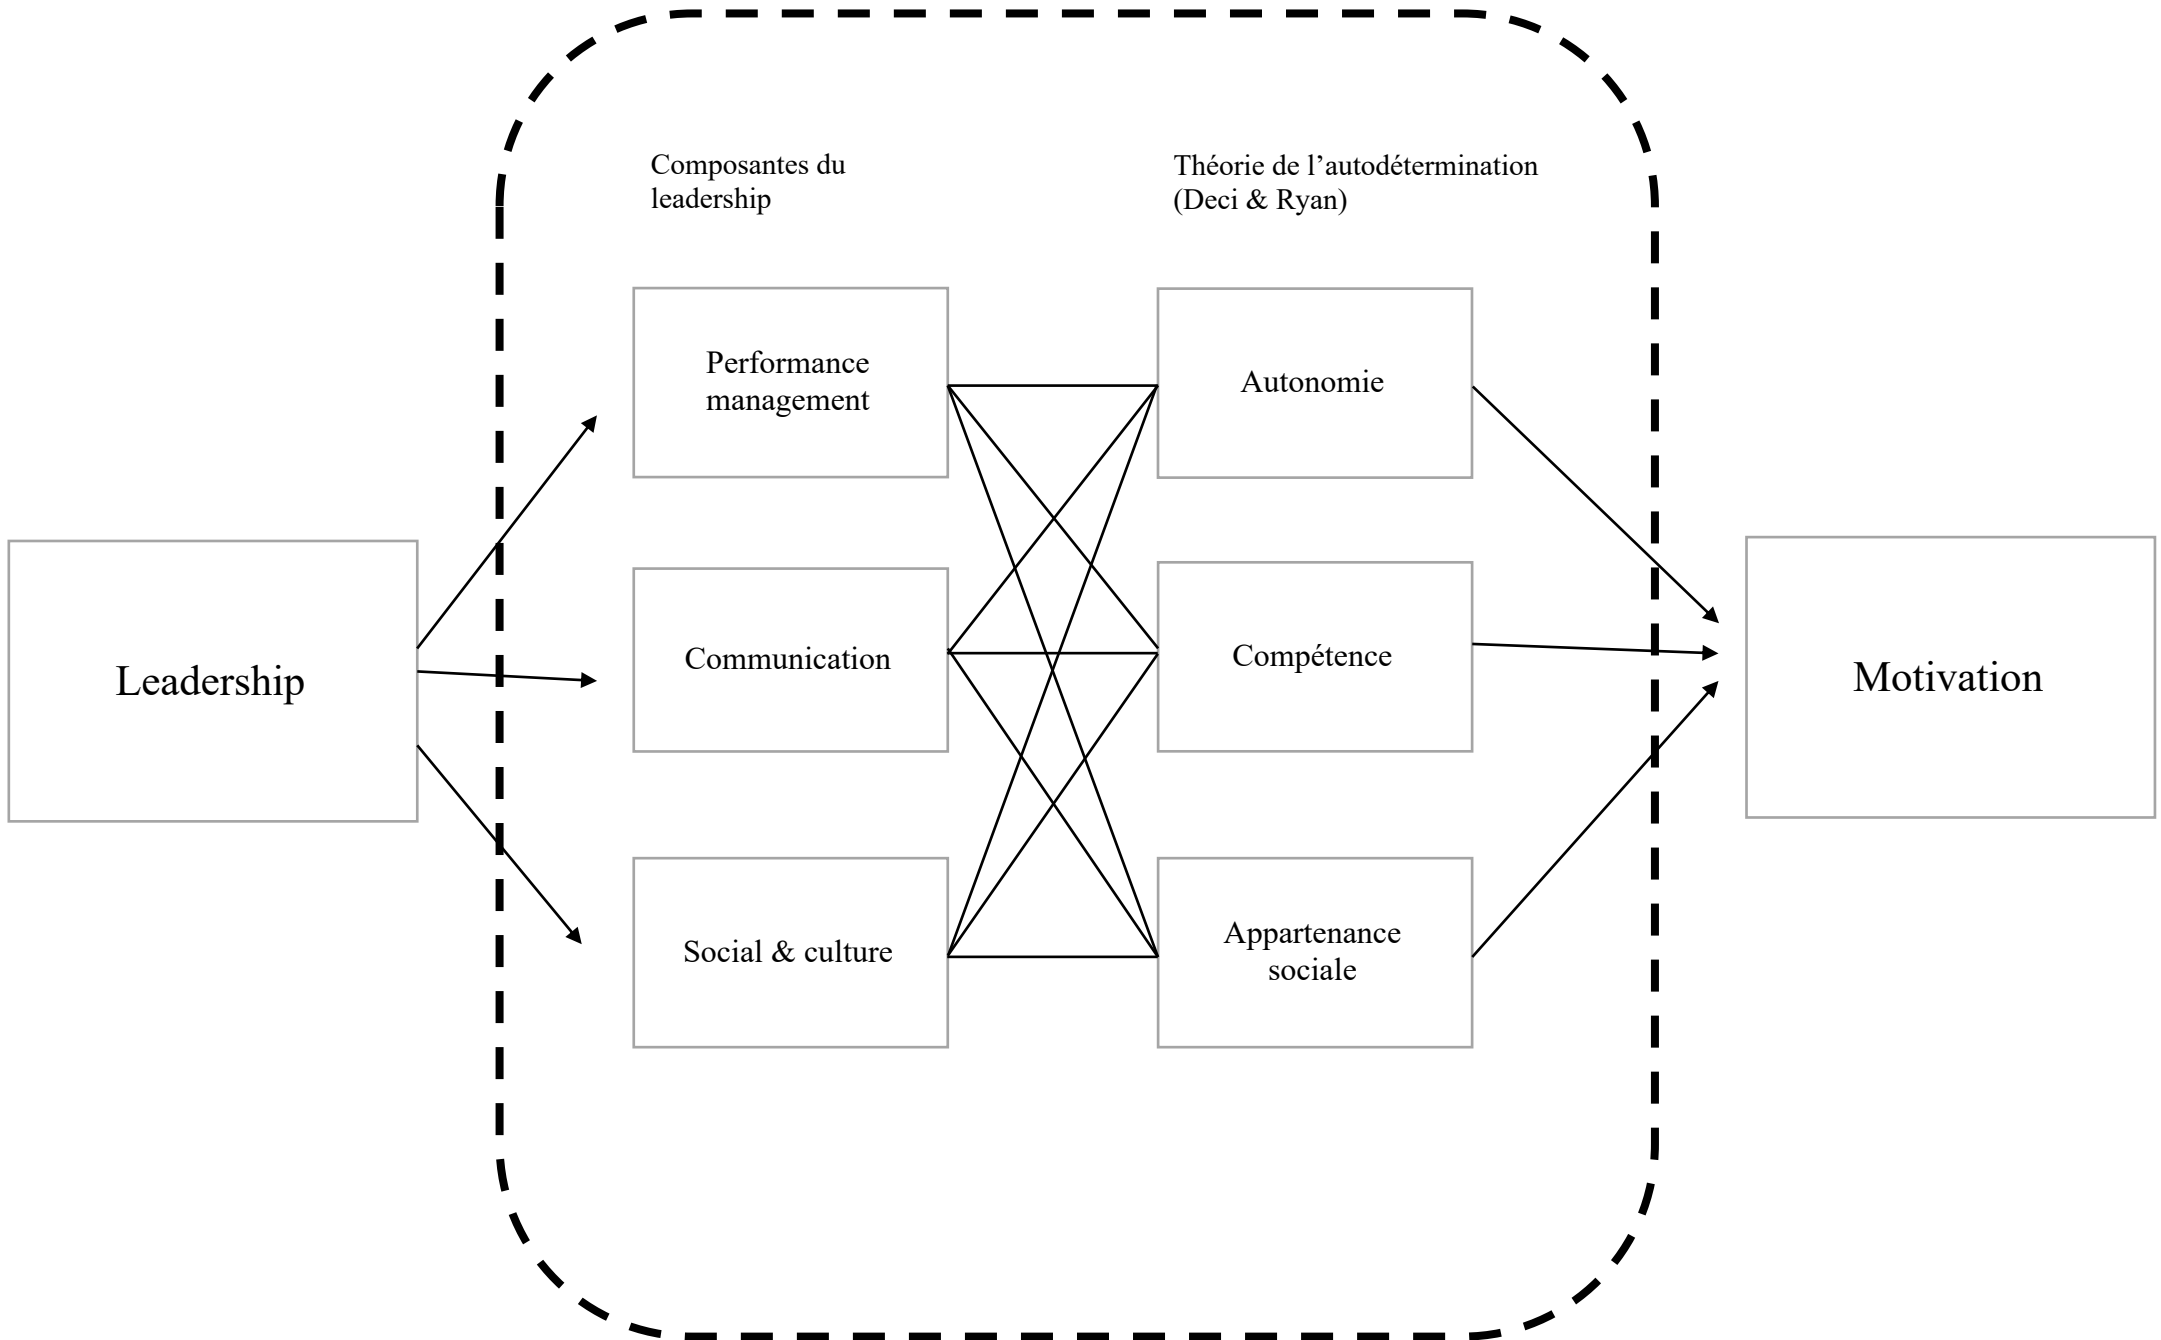 Composantes du
leadership
Théorie de l’autodétermination
(Deci & Ryan)
Performance
management
Autonomie
Leadership
Communication
Compétence
Motivation
Social & culture
Appartenance
sociale